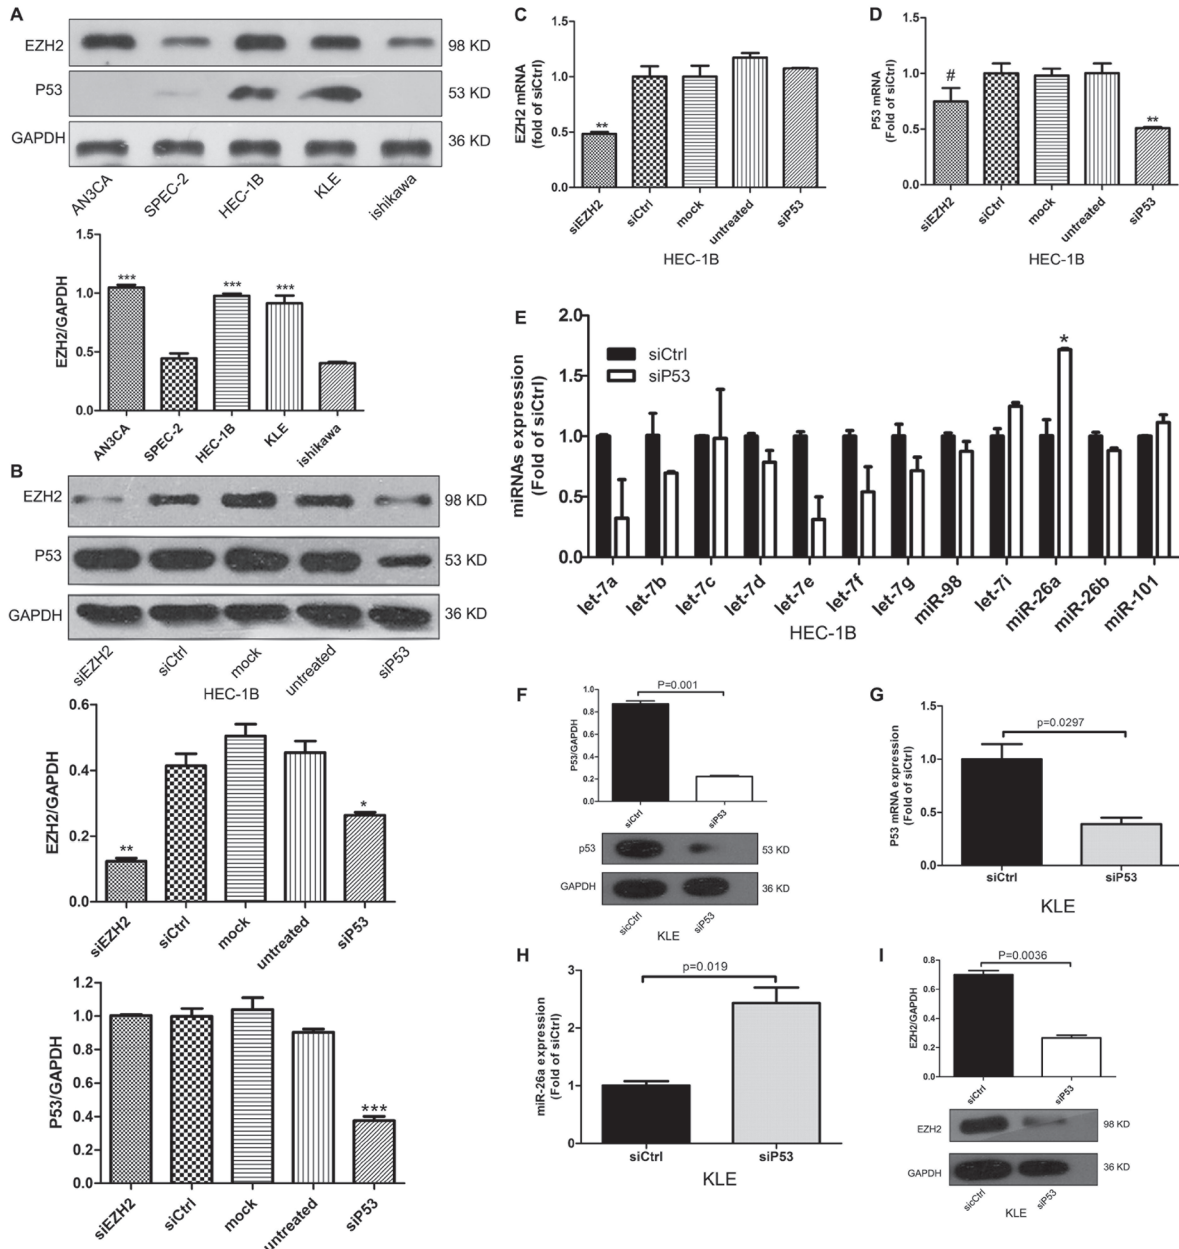 A
EZH2
98 KD
P53
53 KD
GAPDH
36 KD
AN3CA
SPEC-2
HEC-1B
KLE
ishikawa
EZH2/GAPDH
1.5
1.0
0.5
0.0
***
***
***
AN3CA
SPEC-2
HEC-1B
KLE
ishikawa
B
EZH2
98 KD
P53
53 KD
GAPDH
36 KD
siEZH2
siCtrl
mock
untreated
siP53
HEC-1B
EZH2/GAPDH
0.6
0.4
0.2
0.0
**
*
siEZH2
siCtrl
mock
untreated
siP53
P53/GAPDH
1.2
1.0
0.8
0.6
0.4
0.2
0.0
***
siEZH2
siCtrl
mock
untreated
siP53
C
EZH2 mRNA
(fold of siCtrl)
1.5
1.0
0.5
0.0
**
siEZH2
siCtrl
mock
untreated
siP53
HEC-1B
D
P53 mRNA
(fold of siCtrl)
1.5
1.0
0.5
0.0
#
**
siEZH2
siCtrl
mock
untreated
siP53
HEC-1B
E
miRNAs expression
(Fold of siCtrl)
2.0
1.5
1.0
0.5
0.0
siCtrl
siP53
*
let-7a
let-7b
let-7c
let-7d
let-7e
let-7f
let-7g
miR-98
let-7i
miR-26a
miR-26b
miR-101
HEC-1B
F
P=0.001
P53/GAPDH
1.0
0.8
0.6
0.4
0.2
0.0
siCtrl
siP53
p53
53 KD
GAPDH
36 KD
sicCtrl
siP53
KLE
G
p=0.0297
P53 mRNA expression
(Fold of siCtrl)
1.5
1.0
0.5
0.0
siCtrl
siP53
KLE
H
p=0.019
miR-26a expression
(Fold of siCtrl)
3
2
1
0
siCtrl
siP53
KLE
I
P=0.0036
EZH2/GAPDH
0.8
0.6
0.4
0.2
0.0
siCtrl
siP53
EZH2
98 KD
GAPDH
36 KD
sicCtrl
siP53
KLE